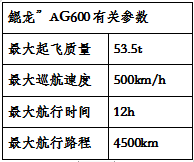 鲲龙”AG600有关参数
最大起飞质量 53.5t
最大巡航速度 500km/h
最大航行时间 12h
最大航行路程 4500km